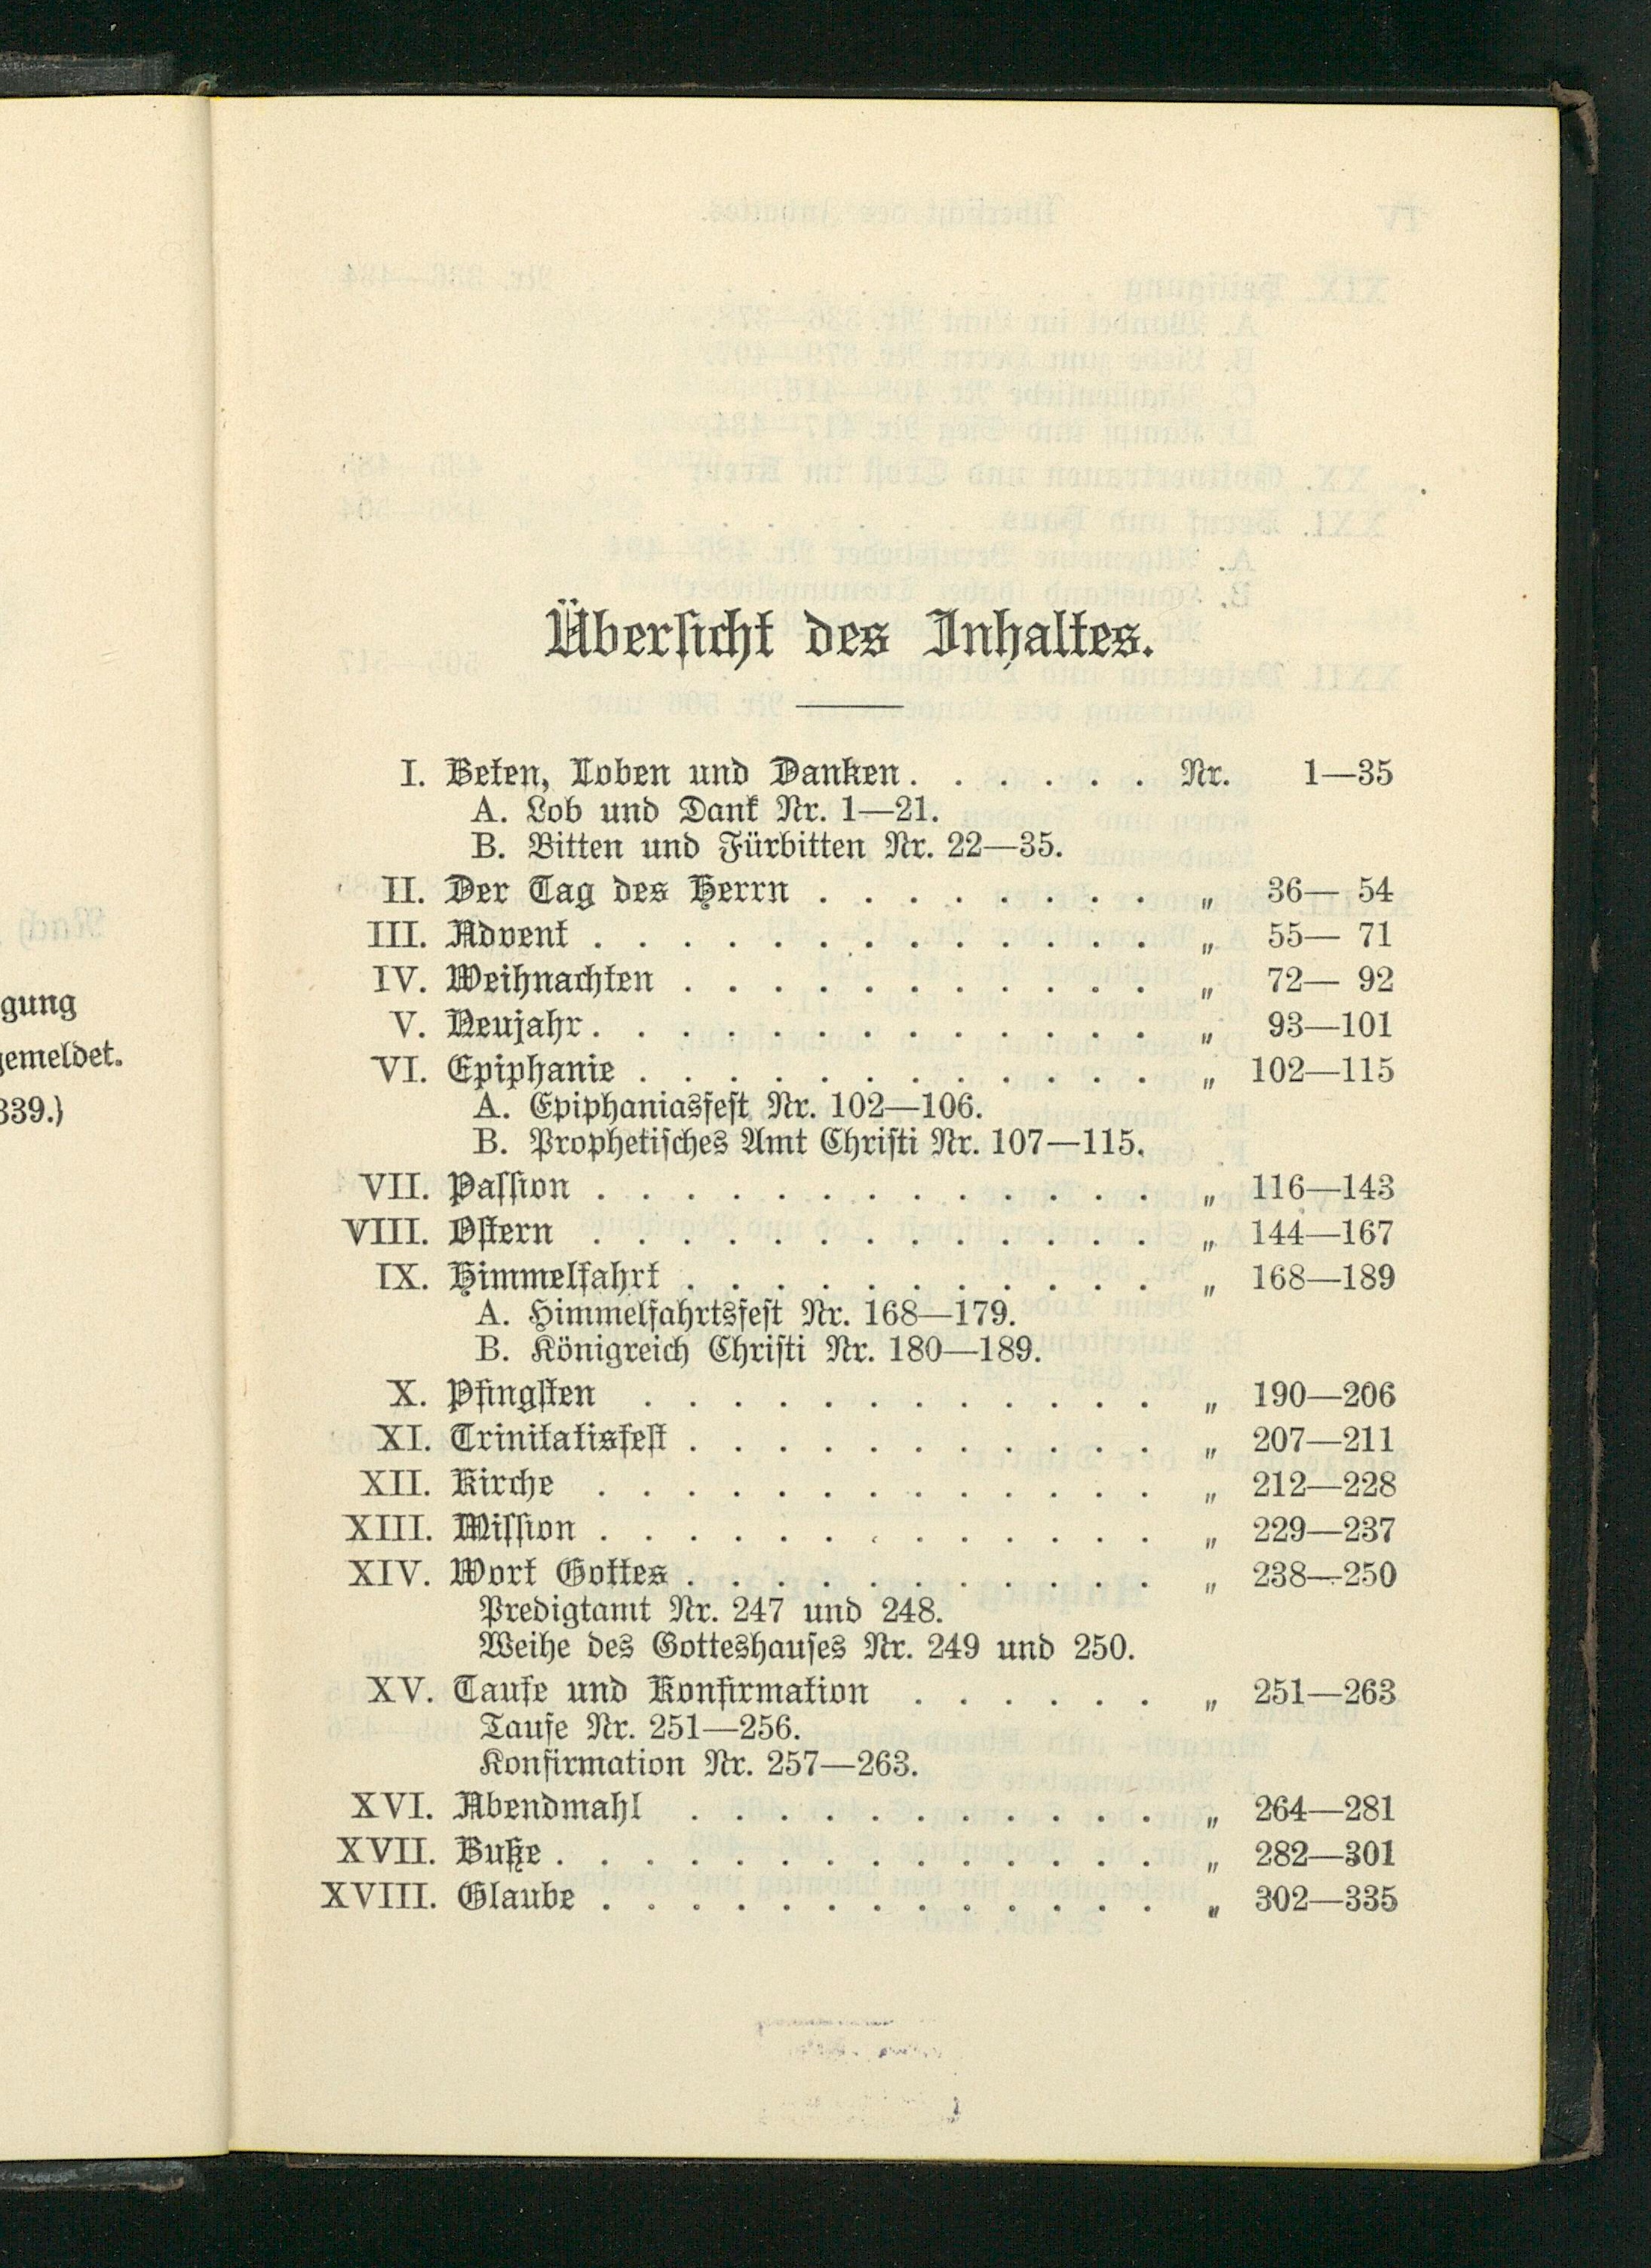 gung
gemeldet.
339.)
Übersicht des Inhaltes.
I. Beten, Loben und Danken. . . . . . Nr. 1—35
A. Lob und Dank Nr. 1—21.
B. Bitten und Fürbitten Nr. 22—35.
II. Der Tag des Herrn . . . . . . . . „ 36— 54
III. Advent . . . . . . . . . . . . . „ 55— 71
IV. Weihnachten . . . . . . . . . . . „ 72— 92
V. Neujahr. . . . . . . . . . . . . „ 93—101
VI. Epiphanie . . . . . . . . . . . . „ 102—115
A. Epiphaniasfest Nr. 102—106.
B. Prophetisches Amt Christi Nr. 107—115.
VII. Passion . . . . . . . . . . . . . „ 116—143
VIII. Ostern . . . . . . . . . . . . . „ 144—167
IX. Himmelfahrt . . . . . . . . . . . „ 168—189
A. Himmelfahrtsfest Nr. 168—179.
B. Königreich Christi Nr. 180—189.
X. Pfingsten . . . . . . . . . . . . „ 190—206
XI. Trinitatisfest . . . . . . . . . . . „ 207—211
XII. Kirche . . . . . . . . . . . . . „ 212—228
XIII. Mission . . . . . . . . . . . . . „ 229—237
XIV. Wort Gottes . . . . . . . . . . . „ 238—250
Predigtamt Nr. 247 und 248.
Weihe des Gotteshauses Nr. 249 und 250.
XV. Taufe und Konfirmation . . . . . . „ 251—263
Taufe Nr. 251—256.
Konfirmation Nr. 257—263.
XVI. Abendmahl . . . . . . . . . . . „ 264—281
XVII. Buße . . . . . . . . . . . . . . „ 282—301
XVIII. Glaube . . . . . . . . . . . . . „ 302—335